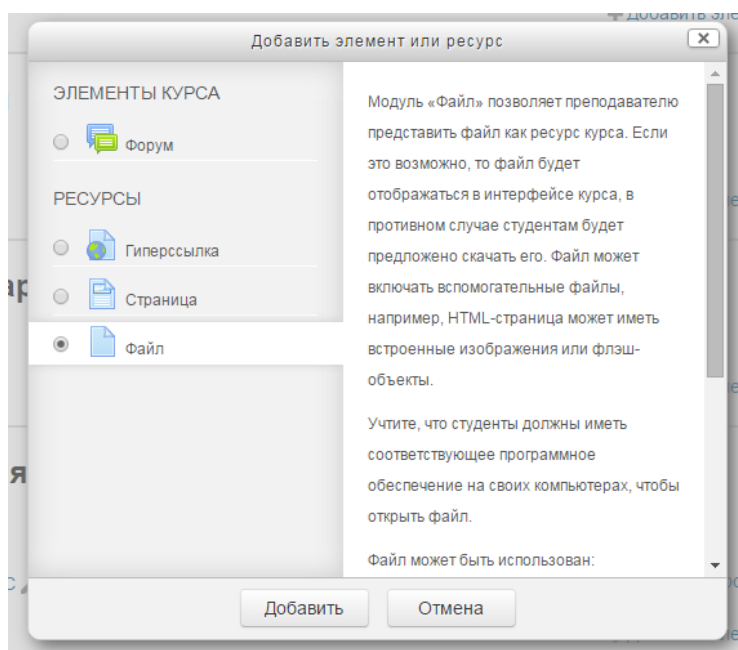 Добавить элемент или ресурс
ЭЛЕМЕНТЫ КУРСА
Форум
РЕСУРСЫ
Гиперссылка
Страница
Файл
Модуль «Файл» позволяет преподавателю
представить файл как ресурс курса. Если
это возможно, то файл будет
отображаться в интерфейсе курса, в
противном случае студентам будет
предложено скачать его. Файл может
включать вспомогательные файлы,
например, HTML-страница может иметь
встроенные изображения или флэш-
объекты.
Учтите, что студенты должны иметь
соответствующее программное
обеспечение на своих компьютерах, чтобы
открыть файл.
Файл может быть использован:
Добавить
Отмена